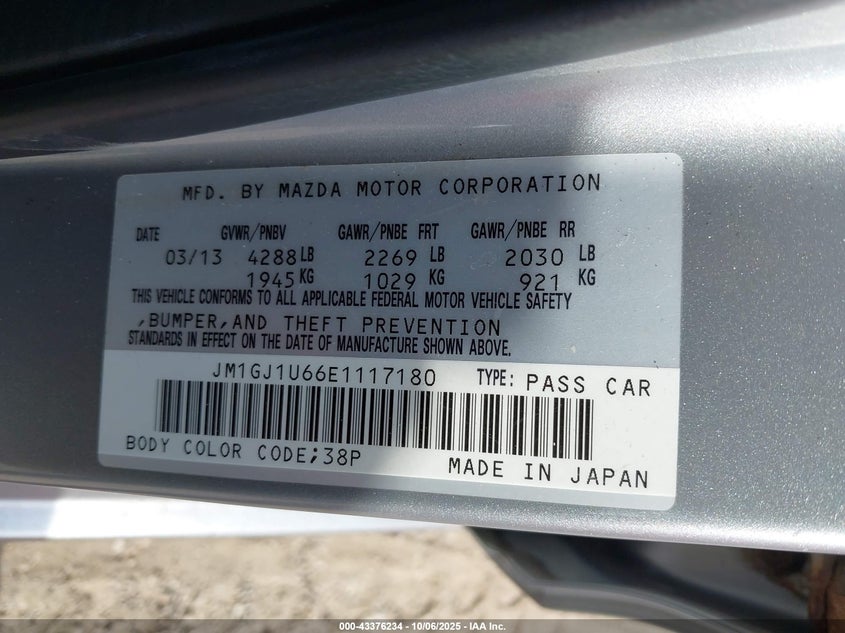 MFD. BY MAZDA MOTOR CORPORATION
DATE GVWR/PNBV GAWR/PNBE FRT GAWR/PNBE RR
03/13 4288 LB 2269 LB 2030 LB
1945 KG 1029 KG 921 KG
THIS VEHICLE CONFORMS TO ALL APPLICABLE FEDERAL MOTOR VEHICLE SAFETY
,BUMPER,AND THEFT PREVENTION
STANDARDS IN EFFECT ON THE DATE OF MANUFACTURE SHOWN ABOVE.
JM1GJ1U66E1117180 TYPE: PASS CAR
BODY COLOR CODE;38P
MADE IN JAPAN
000-43376234 - 10/06/2025 - IAA Inc.